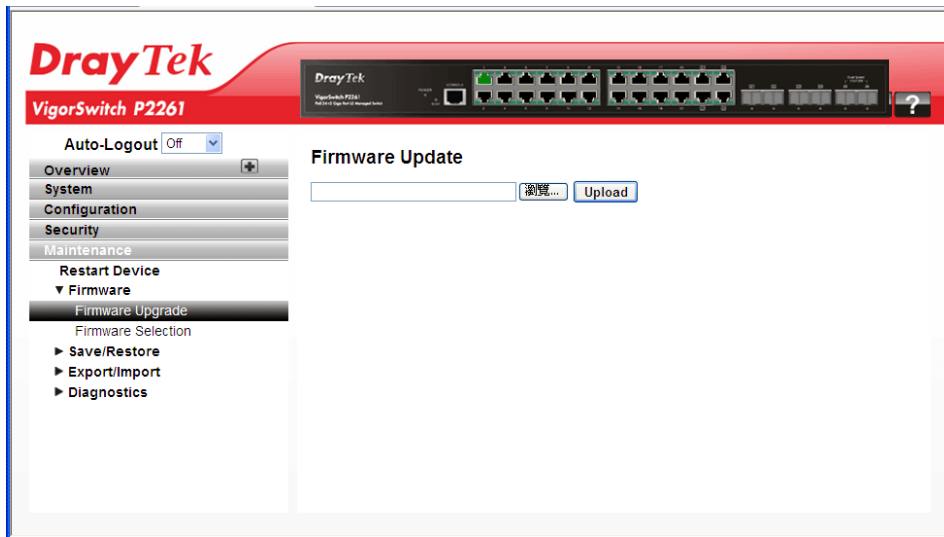 DrayTek
VigorSwitch P2261
DrayTek
VigorSwitch P2261
?
Auto-Logout Off
Overview
System
Configuration
Security
Maintenance
Restart Device
▼ Firmware
Firmware Upgrade
Firmware Selection
► Save/Restore
► Export/Import
► Diagnostics
Firmware Update
瀏覽... Upload